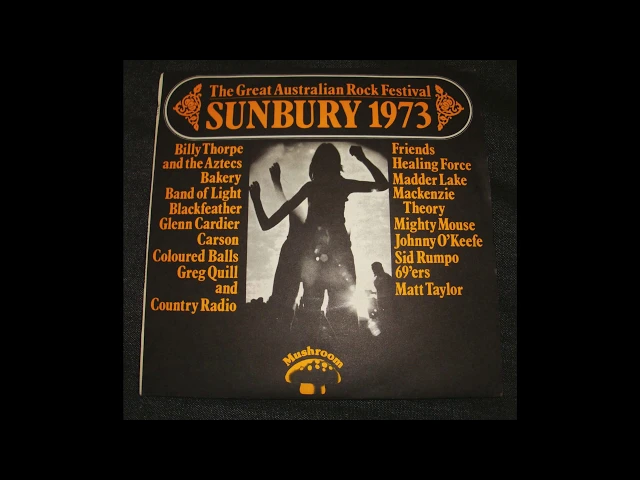 The Great Australian Rock Festival
SUNBURY 1973
Billy Thorpe
and the Aztecs
Bakery
Band of Light
Blackfeather
Glenn Cardier
Carson
Coloured Balls
Greg Quill
and
Country Radio
Friends
Healing Force
Madder Lake
Mackenzie
Theory
Mighty Mouse
Johnny O'Keefe
Sid Rumpo
69'ers
Matt Taylor
Mushroom